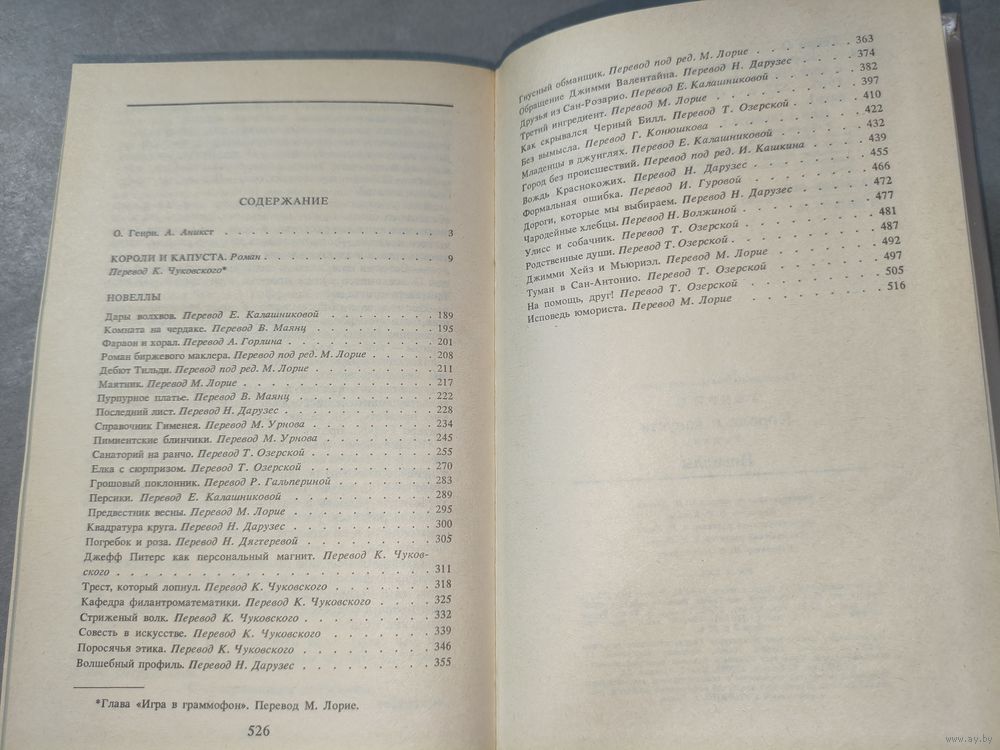 СОДЕРЖАНИЕ
О. Генри. А. Аникст . . . . . . . . . . . . . . . . 3
КОРОЛИ И КАПУСТА. Роман . . . . . . . . . . . . 9
Перевод К. Чуковского*
НОВЕЛЛЫ
Дары волхвов. Перевод Е. Калашниковой . . . . . . . . 189
Комната на чердаке. Перевод В. Маянц . . . . . . . . 195
Фараон и хорал. Перевод А. Горлина . . . . . . . . . 201
Роман биржевого маклера. Перевод под ред. М. Лорие . . . . 208
Дебют Тильди. Перевод под ред. М. Лорие . . . . . . . 211
Маятник. Перевод М. Лорие . . . . . . . . . . . . 217
Пурпурное платье. Перевод В. Маянц . . . . . . . . . 222
Последний лист. Перевод Н. Дарузес . . . . . . . . . 228
Справочник Гименея. Перевод М. Урнова . . . . . . . . 234
Пимиентские блинчики. Перевод М. Урнова . . . . . . . 245
Санаторий на ранчо. Перевод Т. Озерской . . . . . . . 255
Елка с сюрпризом. Перевод Т. Озерской . . . . . . . . 270
Грошовый поклонник. Перевод Р. Гальпериной . . . . . . 283
Персики. Перевод Е. Калашниковой . . . . . . . . . 289
Предвестник весны. Перевод М. Лорие . . . . . . . . . 295
Квадратура круга. Перевод Н. Дарузес . . . . . . . . 300
Погребок и роза. Перевод Н. Дягтеревой . . . . . . . . 305
Джефф Питерс как персональный магнит. Перевод К. Чуков-
ского . . . . . . . . . . . . . . . . . . . . . 311
Трест, который лопнул. Перевод К. Чуковского . . . . . . 318
Кафедра филантроматематики. Перевод К. Чуковского . . . . 325
Стриженый волк. Перевод К. Чуковского . . . . . . . . 332
Совесть в искусстве. Перевод К. Чуковского . . . . . . . 339
Поросячья этика. Перевод К. Чуковского . . . . . . . . 346
Волшебный профиль. Перевод Н. Дарузес . . . . . . . . 355
*Глава «Игра в граммофон». Перевод М. Лорие.
526
Гнусный обманщик. Перевод под ред. М. Лорие . . . . . . 363
Обращение Джимми Валентайна. Перевод Н. Дарузес . . . . 374
Друзья из Сан-Розарио. Перевод Е. Калашниковой . . . . . 382
Третий ингредиент. Перевод М. Лорие . . . . . . . . . 397
Как скрывался Черный Билл. Перевод Т. Озерской . . . . . 410
Без вымысла. Перевод Г. Конюшкова . . . . . . . . . 422
Младенцы в джунглях. Перевод Е. Калашниковой . . . . . 432
Город без происшествий. Перевод под ред. И. Кашкина . . . . 439
Вождь Краснокожих. Перевод Н. Дарузес . . . . . . . . 455
Формальная ошибка. Перевод И. Гуровой . . . . . . . . 466
Дороги, которые мы выбираем. Перевод Н. Дарузес . . . . . 472
Чародейные хлебцы. Перевод Н. Волжиной . . . . . . . 477
Улисс и собачник. Перевод Т. Озерской . . . . . . . . 481
Родственные души. Перевод Т. Озерской . . . . . . . . 487
Джимми Хейз и Мьюриэл. Перевод М. Лорие . . . . . . . 492
Туман в Сан-Антонио. Перевод Т. Озерской . . . . . . . 497
На помощь, друг! Перевод Т. Озерской . . . . . . . . 505
Исповедь юмориста. Перевод М. Лорие . . . . . . . . 516
www.ay.by